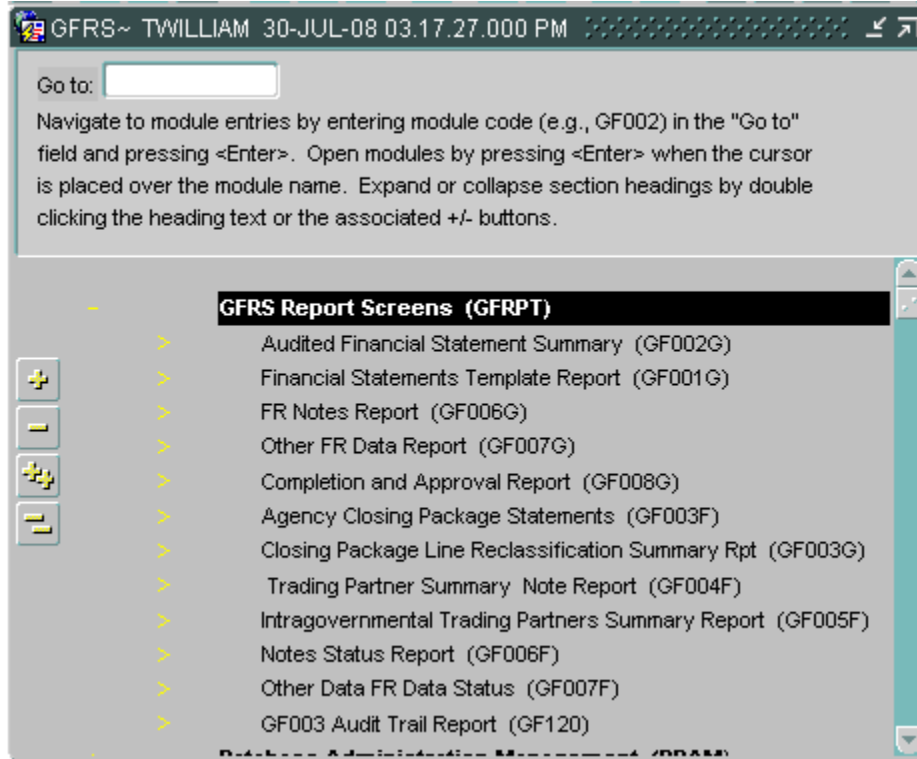 GFRS~ TWILLIAM 30-JUL-08 03.17.27.000 PM
Go to:
Navigate to module entries by entering module code (e.g., GF002) in the "Go to"
field and pressing <Enter>. Open modules by pressing <Enter> when the cursor
is placed over the module name. Expand or collapse section headings by double
clicking the heading text or the associated +/- buttons.
GFRS Report Screens (GFRPT)
Audited Financial Statement Summary (GF002G)
Financial Statements Template Report (GF001G)
FR Notes Report (GF006G)
Other FR Data Report (GF007G)
Completion and Approval Report (GF008G)
Agency Closing Package Statements (GF003F)
Closing Package Line Reclassification Summary Rpt (GF003G)
Trading Partner Summary Note Report (GF004F)
Intragovernmental Trading Partners Summary Report (GF005F)
Notes Status Report (GF006F)
Other Data FR Data Status (GF007F)
GF003 Audit Trail Report (GF120)
Database Administration Management